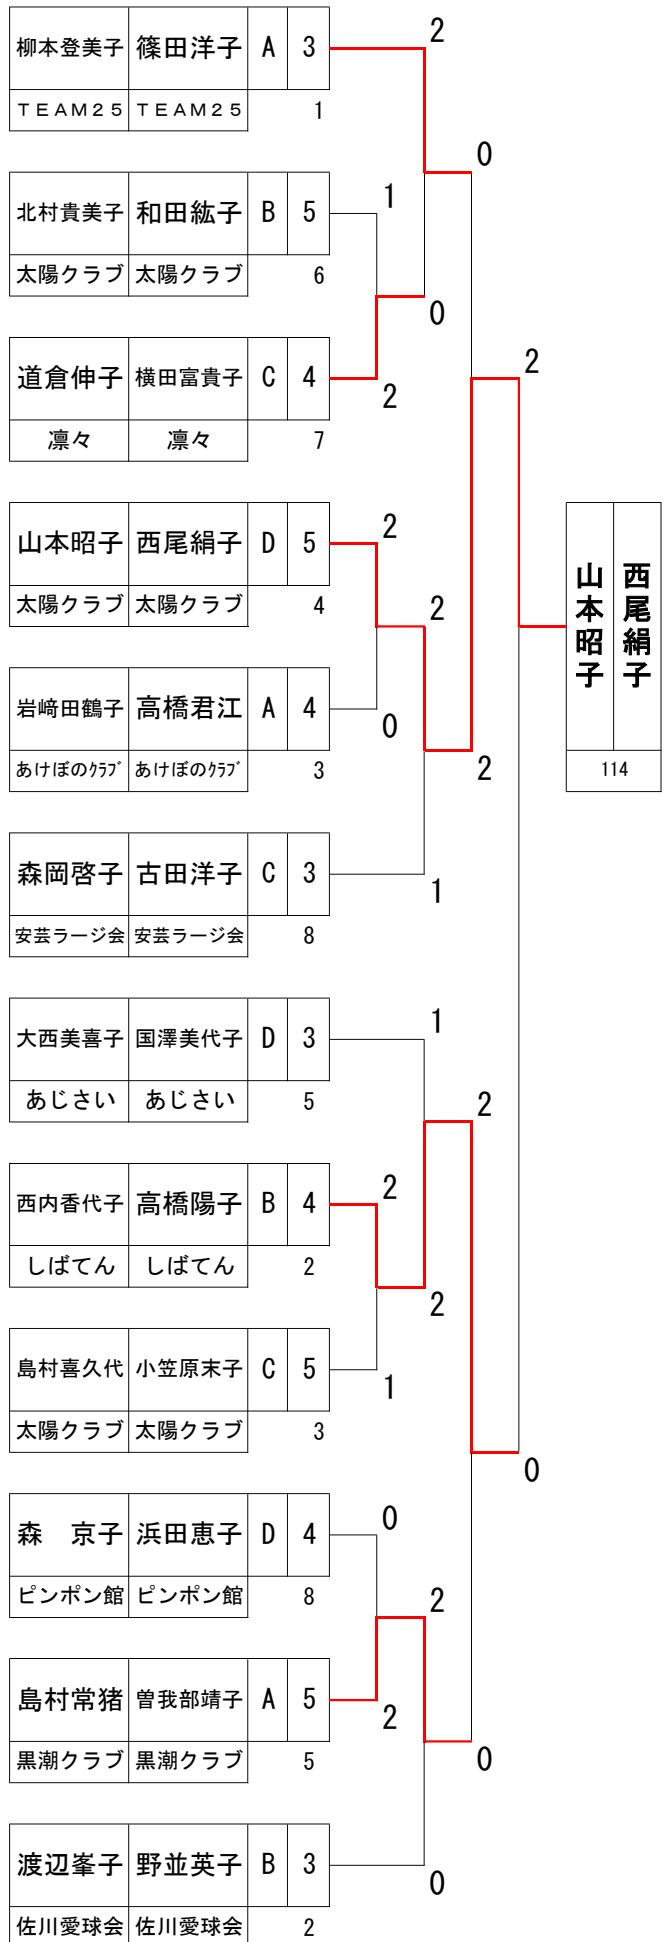 2
柳本登美子 篠田洋子 A 3
ＴＥＡＭ２５ ＴＥＡＭ２５ 1
0
1
北村貴美子 和田紘子 B 5
太陽クラブ 太陽クラブ 6
0
道倉伸子 横田富貴子 C 4
2
凛々 凛々 7
2
2
山本昭子 西尾絹子 D 5
太陽クラブ 太陽クラブ 4
2
岩﨑田鶴子 高橋君江 A 4
0
あけぼのｸﾗﾌﾞ あけぼのｸﾗﾌﾞ 3
2
森岡啓子 古田洋子 C 3
1
安芸ラージ会 安芸ラージ会 8
山本昭子
西尾絹子
114
1
大西美喜子 国澤美代子 D 3
あじさい あじさい 5
2
2
西内香代子 高橋陽子 B 4
しばてん しばてん 2
2
島村喜久代 小笠原末子 C 5
1
太陽クラブ 太陽クラブ 3
0
0
森　京子 浜田恵子 D 4
ピンポン館 ピンポン館 8
2
島村常猪 曽我部靖子 A 5
2
黒潮クラブ 黒潮クラブ 5
0
渡辺峯子 野並英子 B 3
0
佐川愛球会 佐川愛球会 2